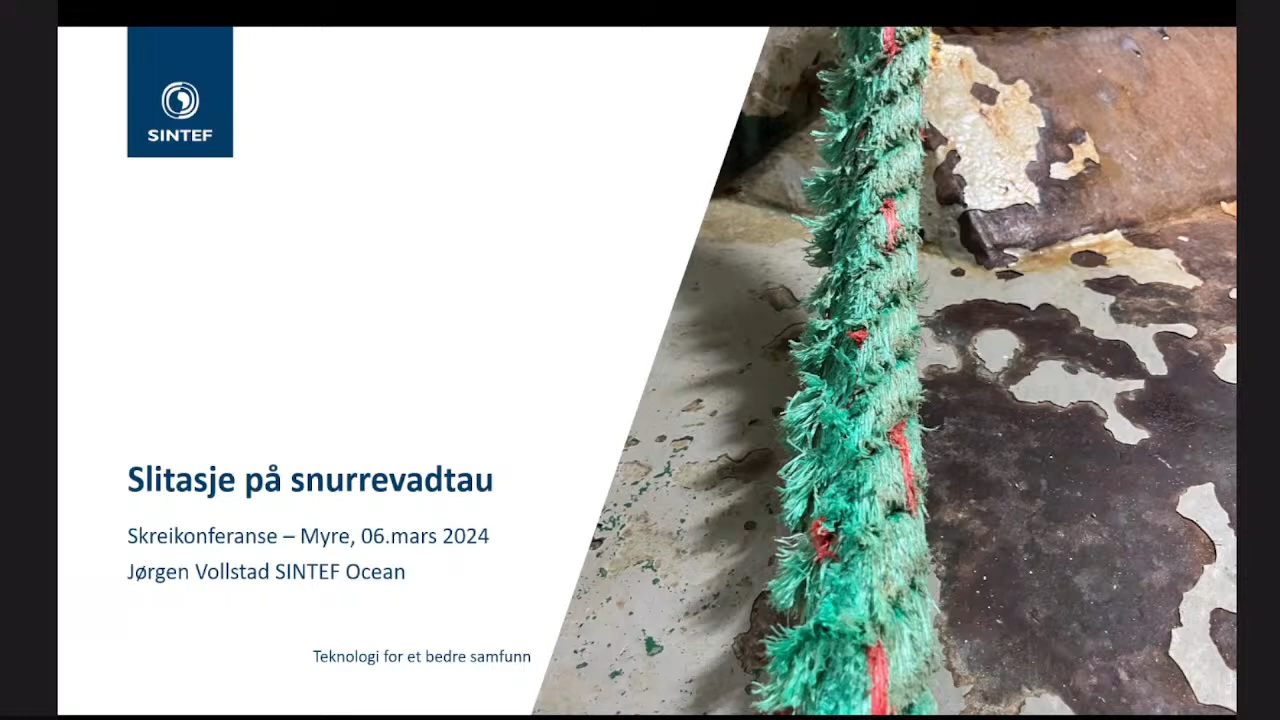 SINTEF
Slitasje på snurrevadtau
Skreikonferanse – Myre, 06.mars 2024
Jørgen Vollstad SINTEF Ocean
Teknologi for et bedre samfunn